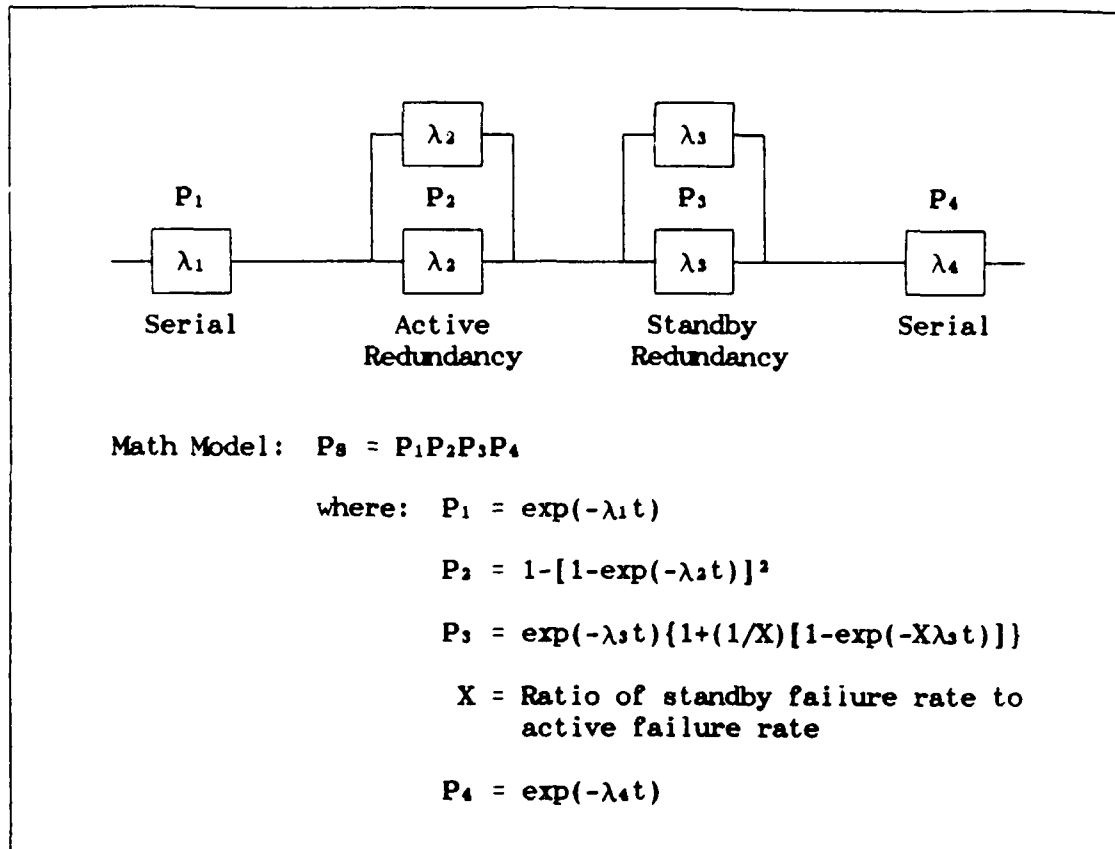 λ₂ λ₃
P₁ P₂ P₃ P₄
λ₁ λ₂ λ₃ λ₄
Serial Active Standby Serial
Redundancy Redundancy
Math Model: Ps = P₁P₂P₃P₄
where: P₁ = exp(-λ₁t)
P₂ = 1-[1-exp(-λ₂t)]²
P₃ = exp(-λ₃t){1+(1/X)[1-exp(-Xλ₃t)]}
X = Ratio of standby failure rate to
active failure rate
P₄ = exp(-λ₄t)